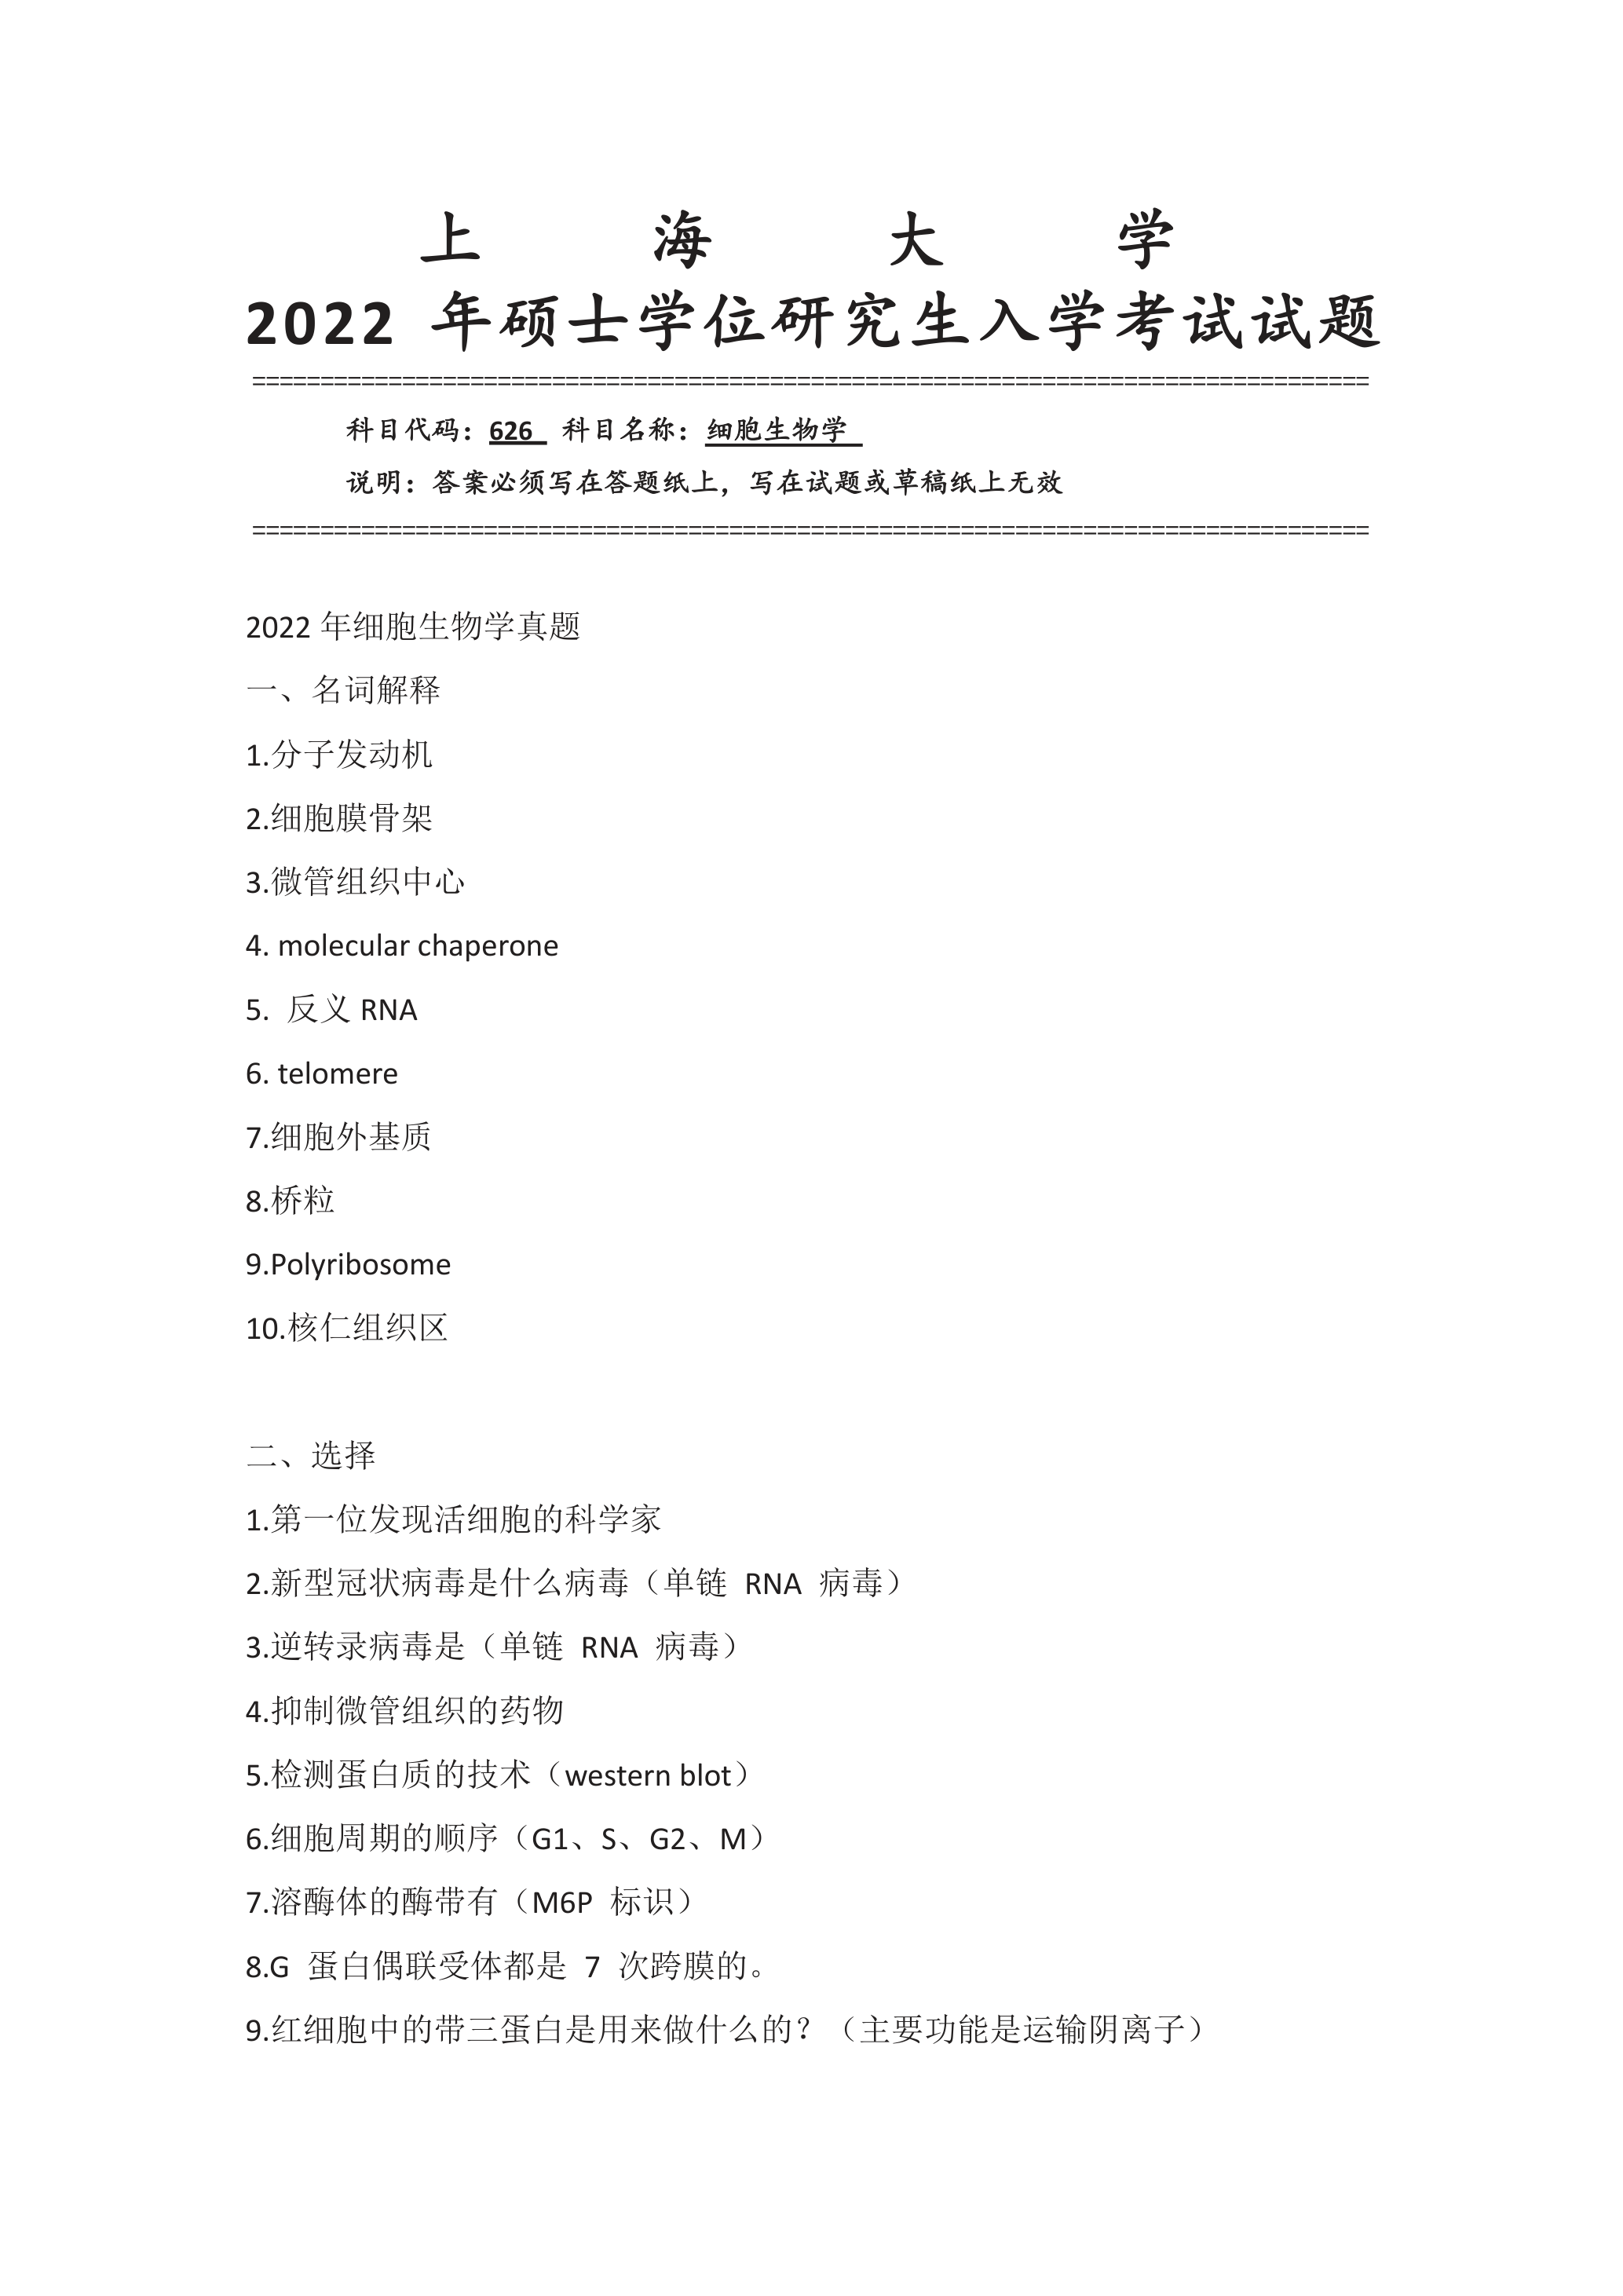 上海大学
2022 年硕士学位研究生入学考试试题
==================================================================================
科目代码：626 科目名称：细胞生物学
说明：答案必须写在答题纸上，写在试题或草稿纸上无效
==================================================================================
2022 年细胞生物学真题
一、名词解释
1.分子发动机
2.细胞膜骨架
3.微管组织中心
4. molecular chaperone
5. 反义 RNA
6. telomere
7.细胞外基质
8.桥粒
9.Polyribosome
10.核仁组织区
二、选择
1.第一位发现活细胞的科学家
2.新型冠状病毒是什么病毒（单链 RNA 病毒）
3.逆转录病毒是（单链 RNA 病毒）
4.抑制微管组织的药物
5.检测蛋白质的技术（western blot）
6.细胞周期的顺序（G1、S、G2、M）
7.溶酶体的酶带有（M6P 标识）
8.G 蛋白偶联受体都是 7 次跨膜的。
9.红细胞中的带三蛋白是用来做什么的？（主要功能是运输阴离子）